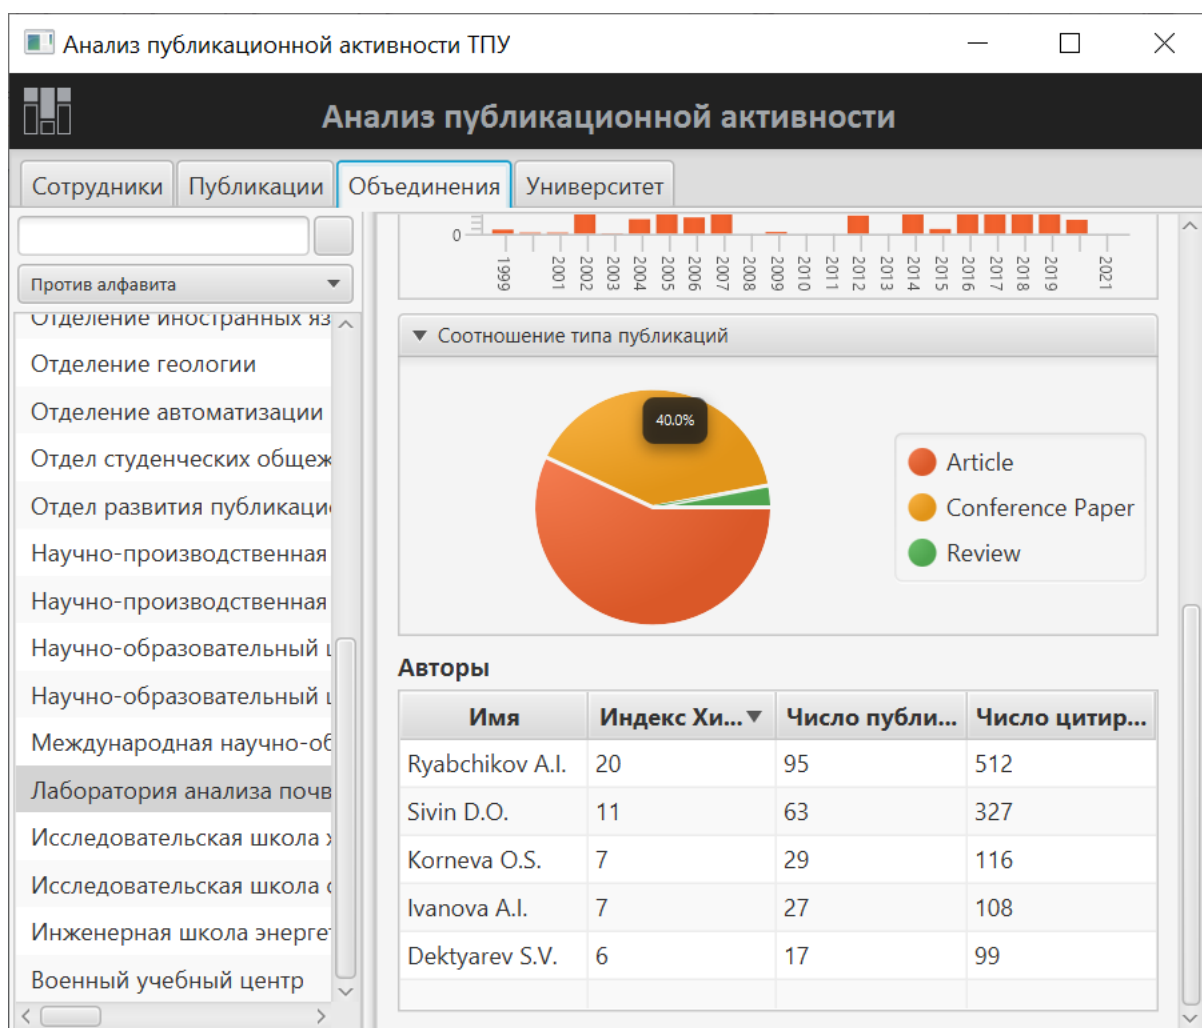 Анализ публикационной активности ТПУ
Анализ публикационной активности
Сотрудники Публикации Объединения Университет
Против алфавита
Отделение иностранных яз
Отделение геологии
Отделение автоматизации
Отдел студенческих общеж
Отдел развития публикаци
Научно-производственная
Научно-производственная
Научно-образовательный
Научно-образовательный
Международная научно-об
Лаборатория анализа почв
Исследовательская школа
Исследовательская школа
Инженерная школа энерге
Военный учебный центр
0
1999 2001 2002 2003 2004 2005 2006 2007 2008 2009 2010 2011 2012 2013 2014 2015 2016 2017 2018 2019 2021
Соотношение типа публикаций
40.0%
Article
Conference Paper
Review
Авторы
Имя Индекс Хи... Число публи... Число цитир...
Ryabchikov A.I. 20 95 512
Sivin D.O. 11 63 327
Korneva O.S. 7 29 116
Ivanova A.I. 7 27 108
Dektyarev S.V. 6 17 99